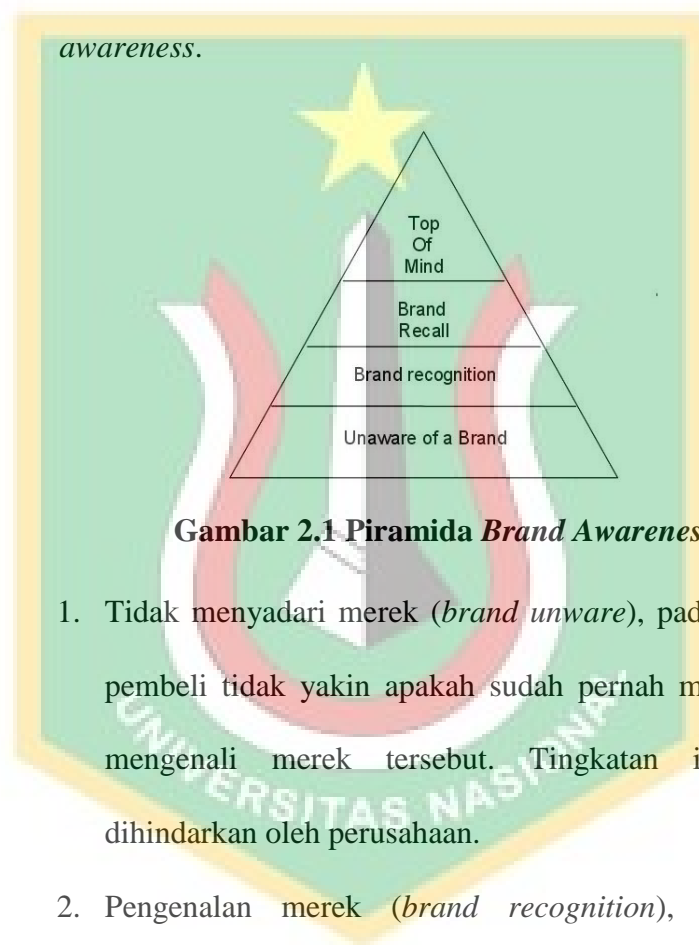 awareness.
Top
Of
Mind
Brand
Recall
Brand recognition
Unaware of a Brand
Gambar 2.1 Piramida Brand Awarenes
1. Tidak menyadari merek (brand unware), pad
pembeli tidak yakin apakah sudah pernah m
mengenali merek tersebut. Tingkatan i
dihindarkan oleh perusahaan.
UNIVERSITAS NASIONAL
2. Pengenalan merek (brand recognition),